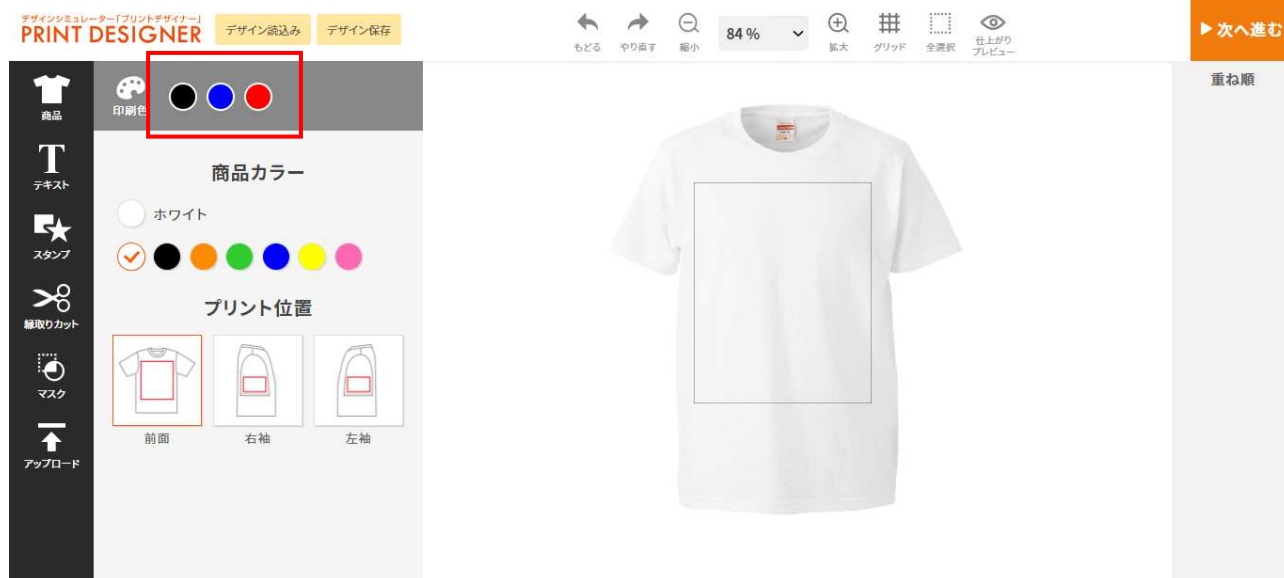 デザインシミュレーター「プリントデザイナー」
PRINT DESIGNER
デザイン読込み
デザイン保存
もどる
やり直す
縮小
84 %
拡大
グリッド
全選択
仕上がり
プレビュー
▶次へ進む
商品
テキスト
スタンプ
縁取りカット
マスク
アップロード
印刷色
商品カラー
ホワイト
プリント位置
前面
右袖
左袖
重ね順